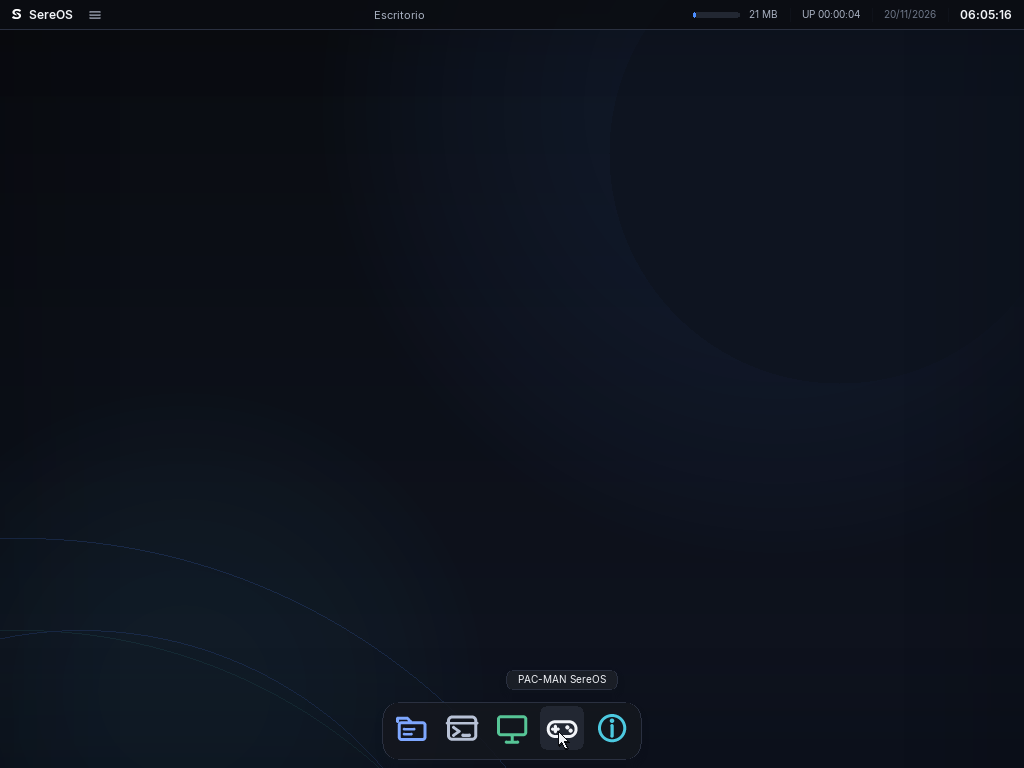 SereOS
Escritorio
21 MB
UP 00:00:04
20/11/2026
06:05:16
PAC-MAN SereOS